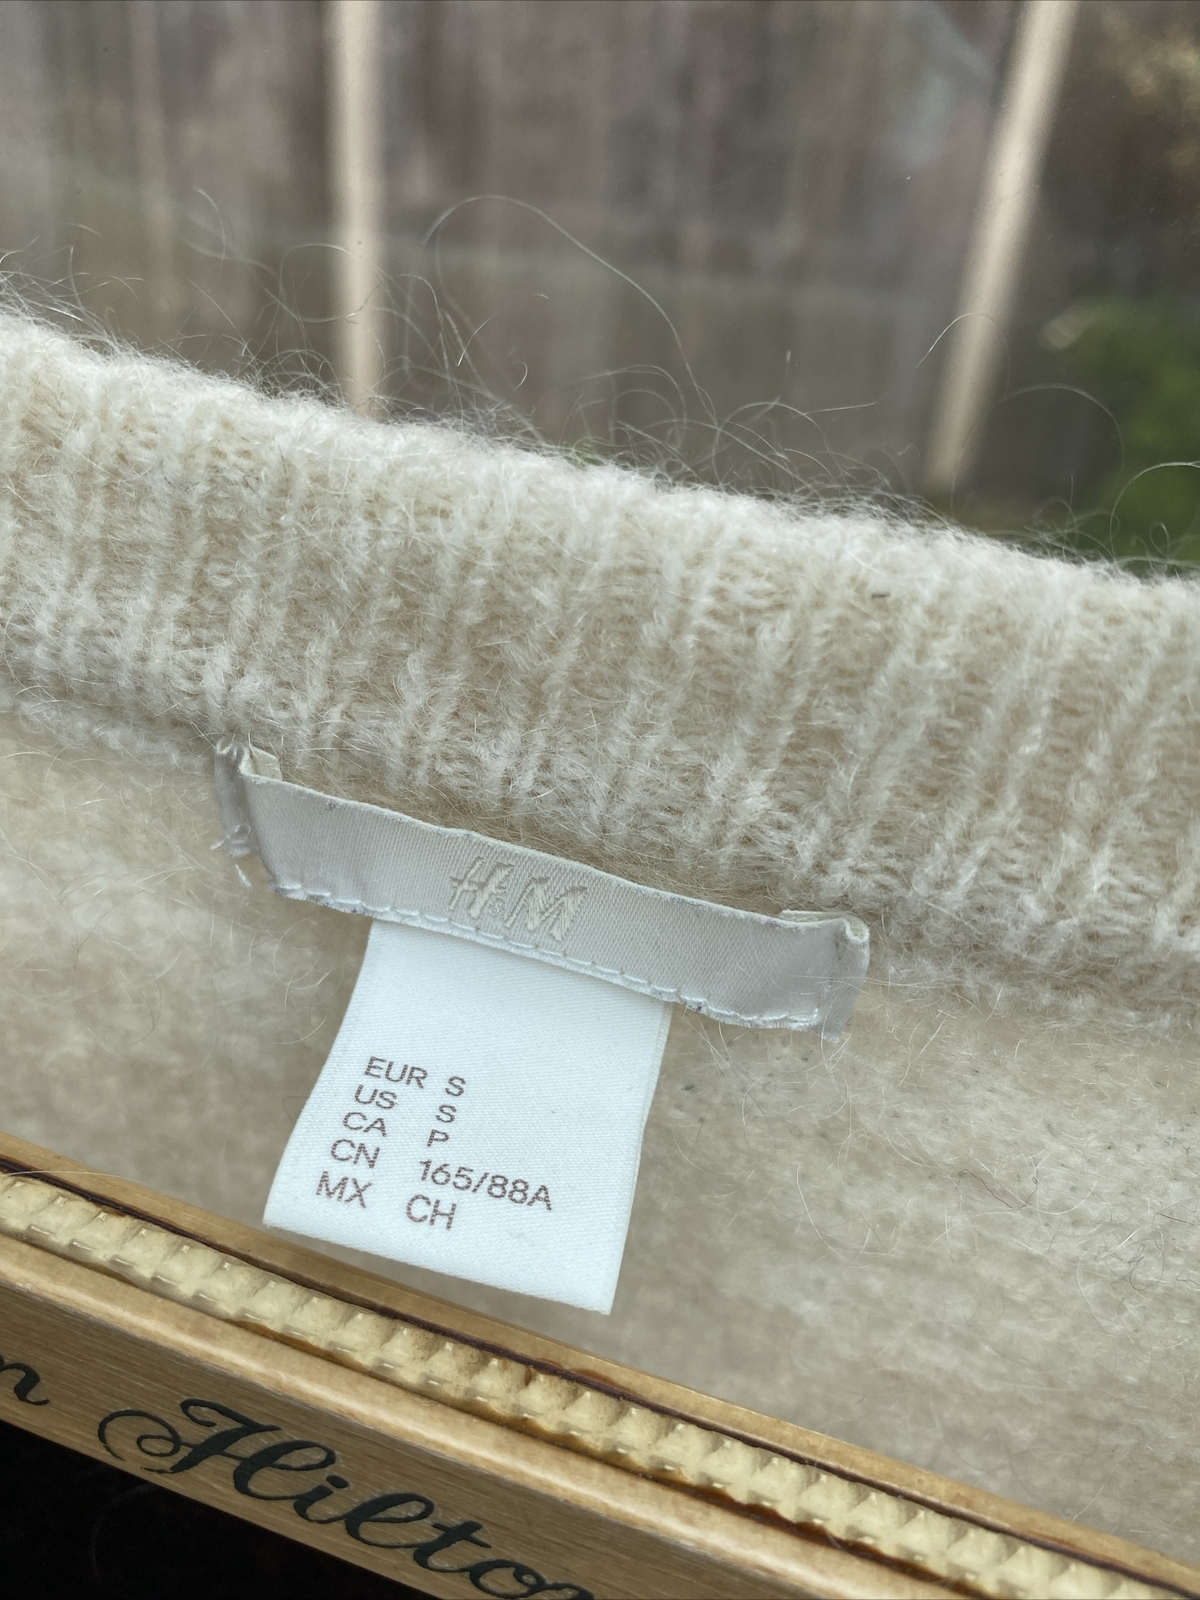 H&M
EUR S
US S
CA P
CN 165/88A
MX CH
n Hilton